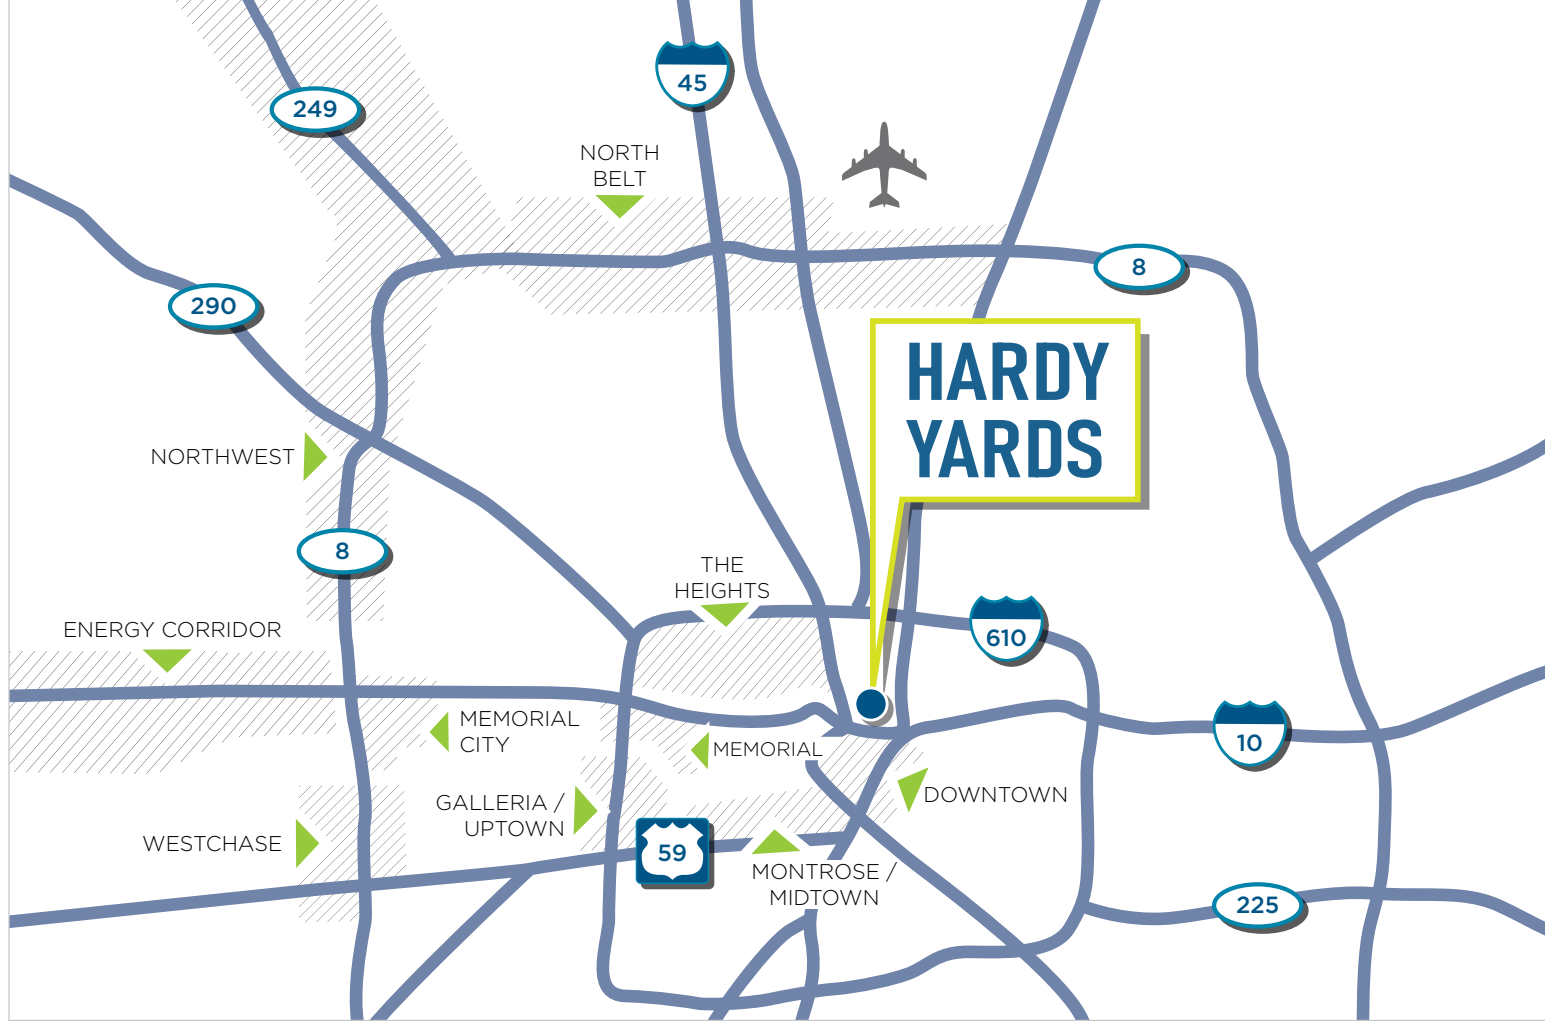 45
249
NORTH
BELT
8
290
HARDY
YARDS
NORTHWEST
8
THE
HEIGHTS
610
ENERGY CORRIDOR
MEMORIAL
CITY
MEMORIAL
10
DOWNTOWN
GALLERIA /
UPTOWN
WESTCHASE
59
MONTROSE /
MIDTOWN
225